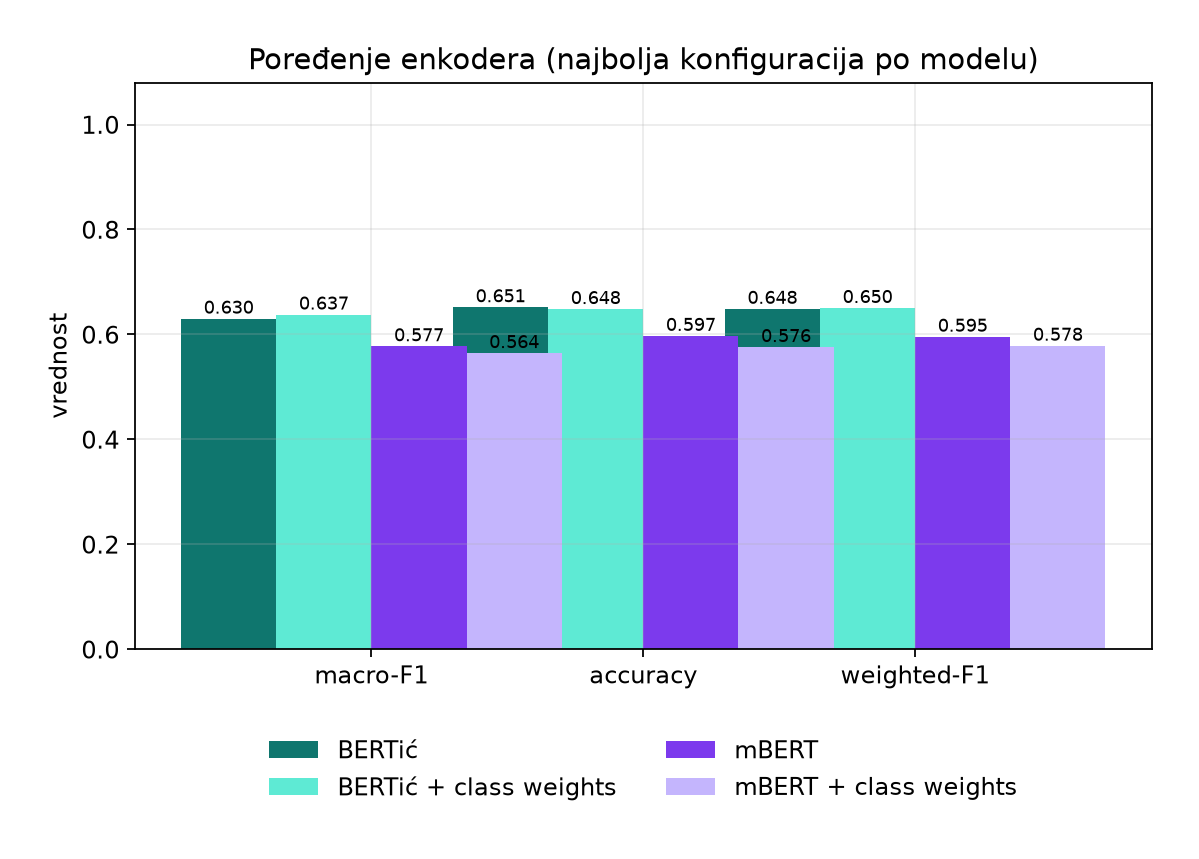 Poređenje enkodera (najbolja konfiguracija po modelu)
vrednost
1.0
0.8
0.6
0.4
0.2
0.0
0.630
0.637
0.577
0.564
0.651
0.648
0.597
0.576
0.648
0.650
0.595
0.578
macro-F1
accuracy
weighted-F1
BERTić
BERTić + class weights
mBERT
mBERT + class weights